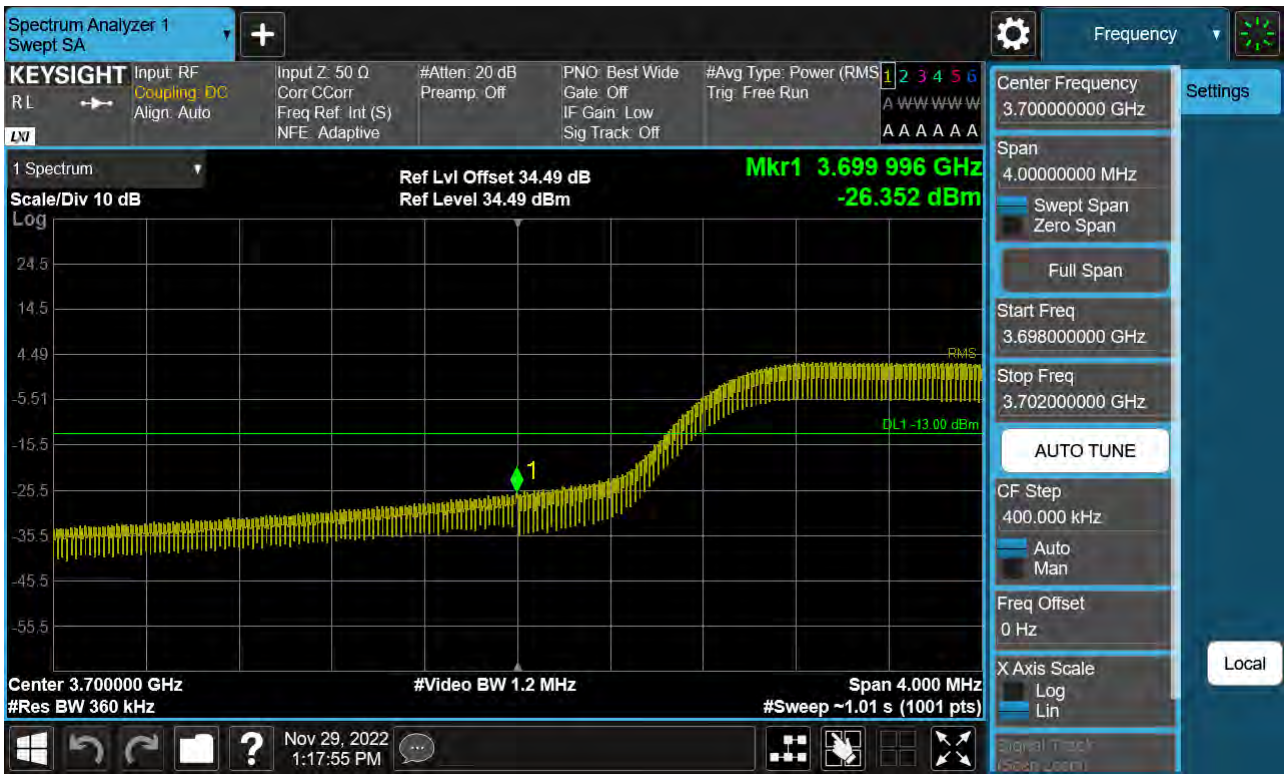 Spectrum Analyzer 1
Swept SA
+
Frequency
KEYSIGHT
RL
LXI
Input: RF
Coupling: DC
Align: Auto
Input Z: 50 Ω
Corr CCorr
Freq Ref: Int (S)
NFE: Adaptive
#Atten: 20 dB
Preamp: Off
PNO: Best Wide
Gate: Off
IF Gain: Low
Sig Track: Off
#Avg Type: Power (RMS
Trig: Free Run
1 2 3 4 5 6
A W W W W W
A A A A A A
1 Spectrum
Scale/Div 10 dB
Log
Ref Lvl Offset 34.49 dB
Ref Level 34.49 dBm
Mkr1 3.699 996 GHz
-26.352 dBm
24.5
14.5
4.49
-5.51
-15.5
-25.5
-35.5
-45.5
-55.5
RMS
DL1 -13.00 dBm
1
Center 3.700000 GHz
#Res BW 360 kHz
#Video BW 1.2 MHz
Span 4.000 MHz
#Sweep ~1.01 s (1001 pts)
Center Frequency
3.700000000 GHz
Span
4.00000000 MHz
Swept Span
Zero Span
Full Span
Start Freq
3.698000000 GHz
Stop Freq
3.702000000 GHz
AUTO TUNE
CF Step
400.000 kHz
Auto
Man
Freq Offset
0 Hz
X Axis Scale
Log
Lin
Signal Track
(Span Zoom)
Settings
Local
?
Nov 29, 2022
1:17:55 PM